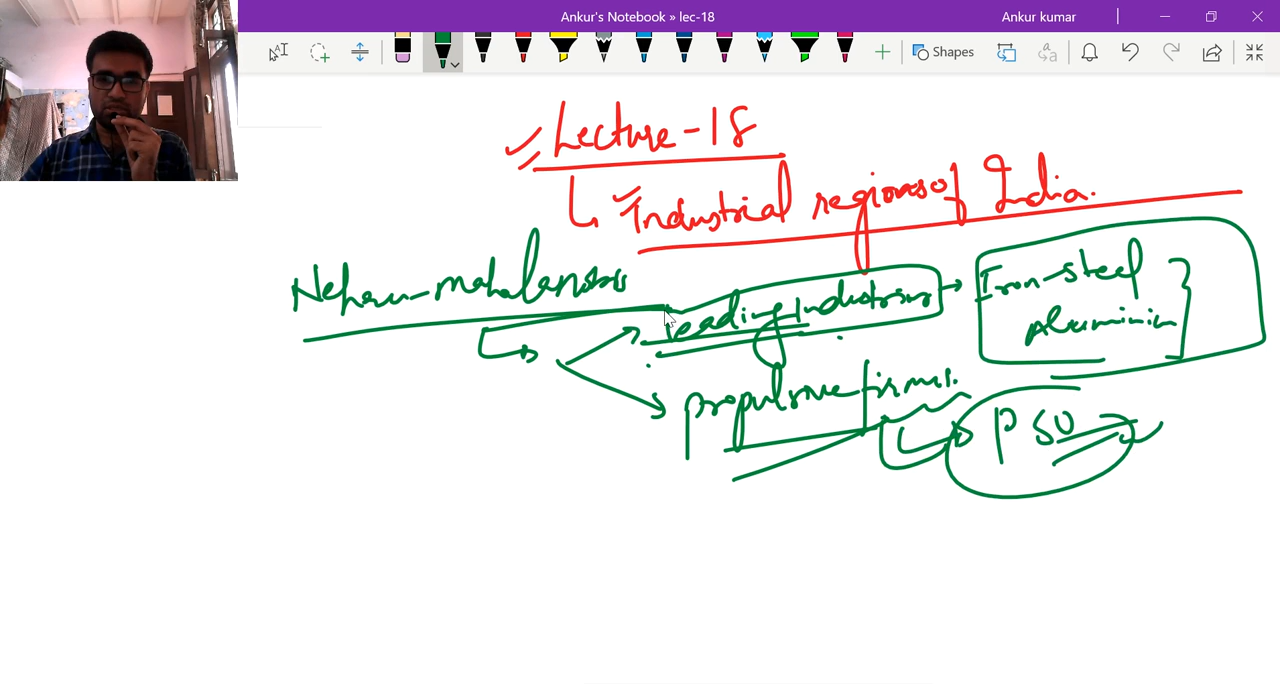 Ankur's Notebook » lec-18
Ankur kumar
Shapes
Lecture-18
Industrial regions of India.
Nehru-mahalanobis
leading Industries
Iron-steel
Aluminium
propulsive firms.
PSU